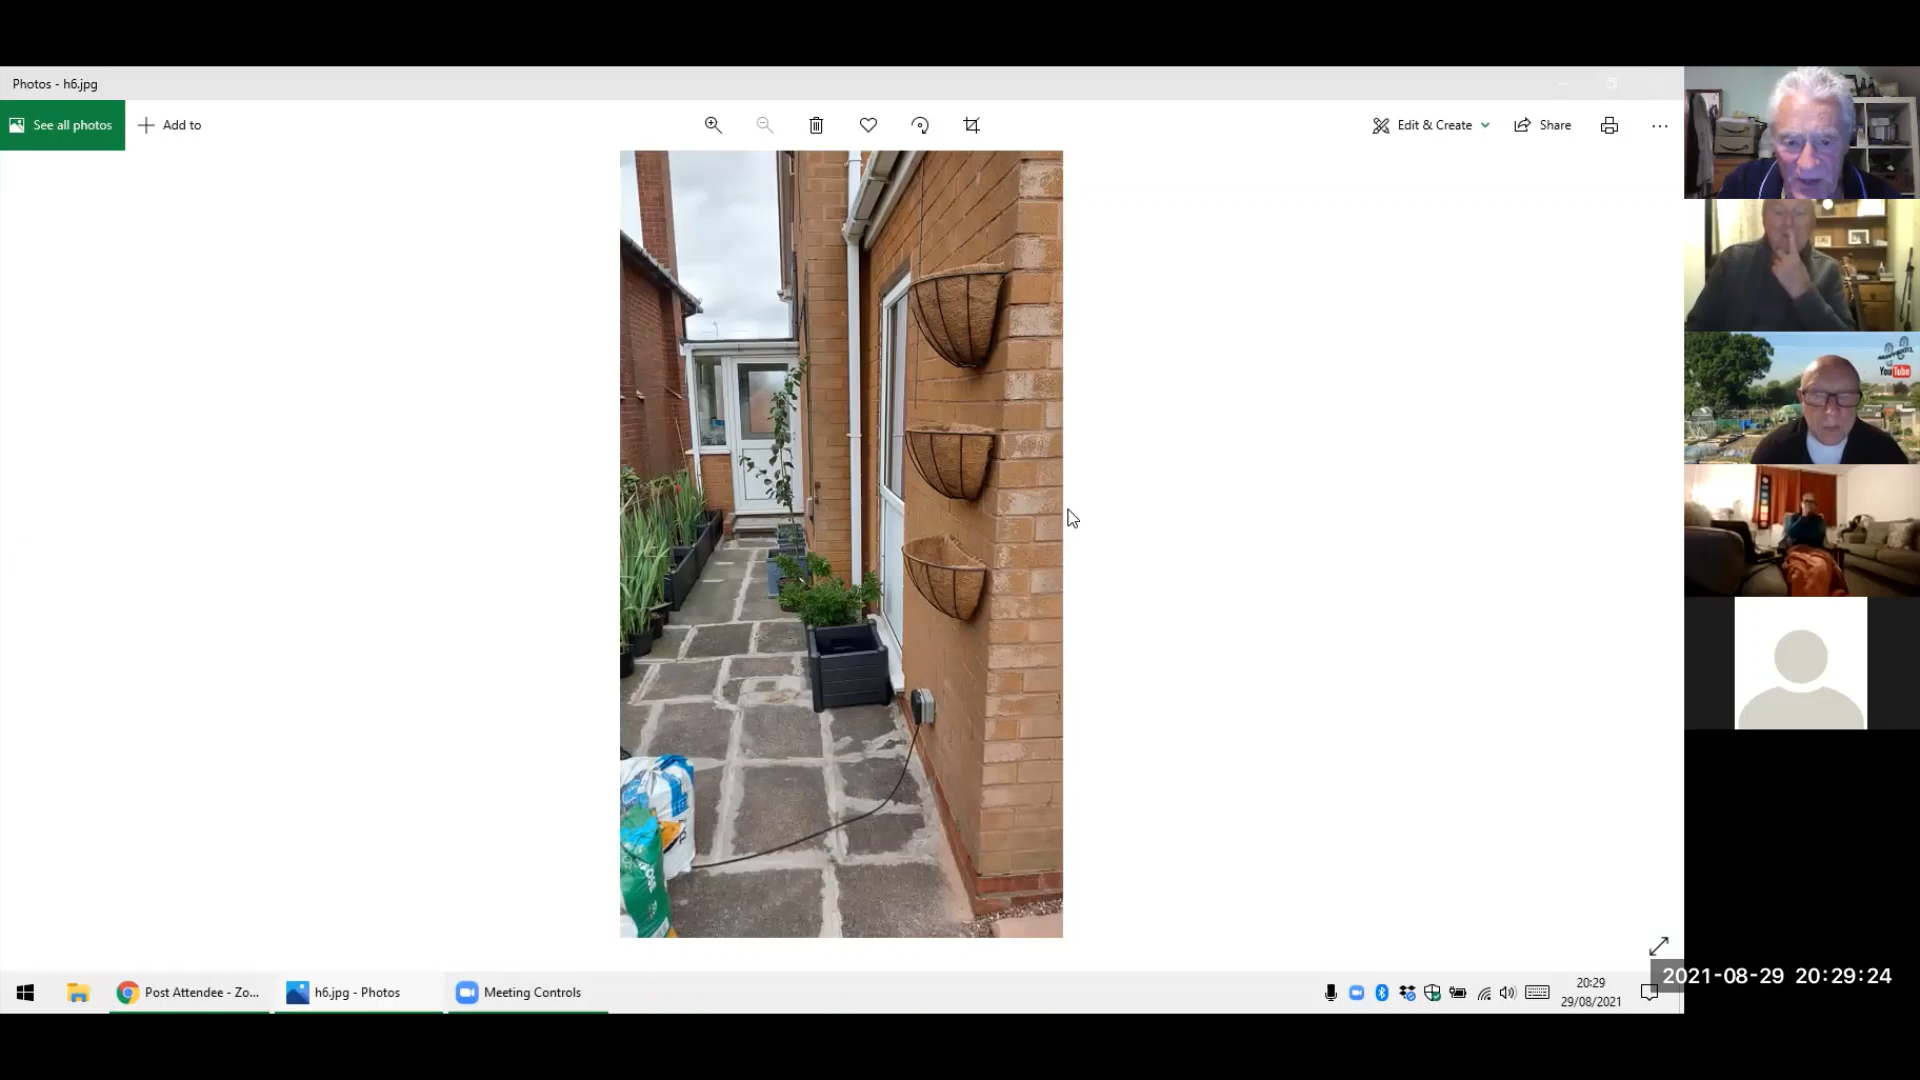 Photos - h6.jpg
See all photos
Add to
Edit & Create
Share
YouTube
Post Attendee - Zo...
h6.jpg - Photos
Meeting Controls
20:29
29/08/2021
2021-08-29 20:29:24